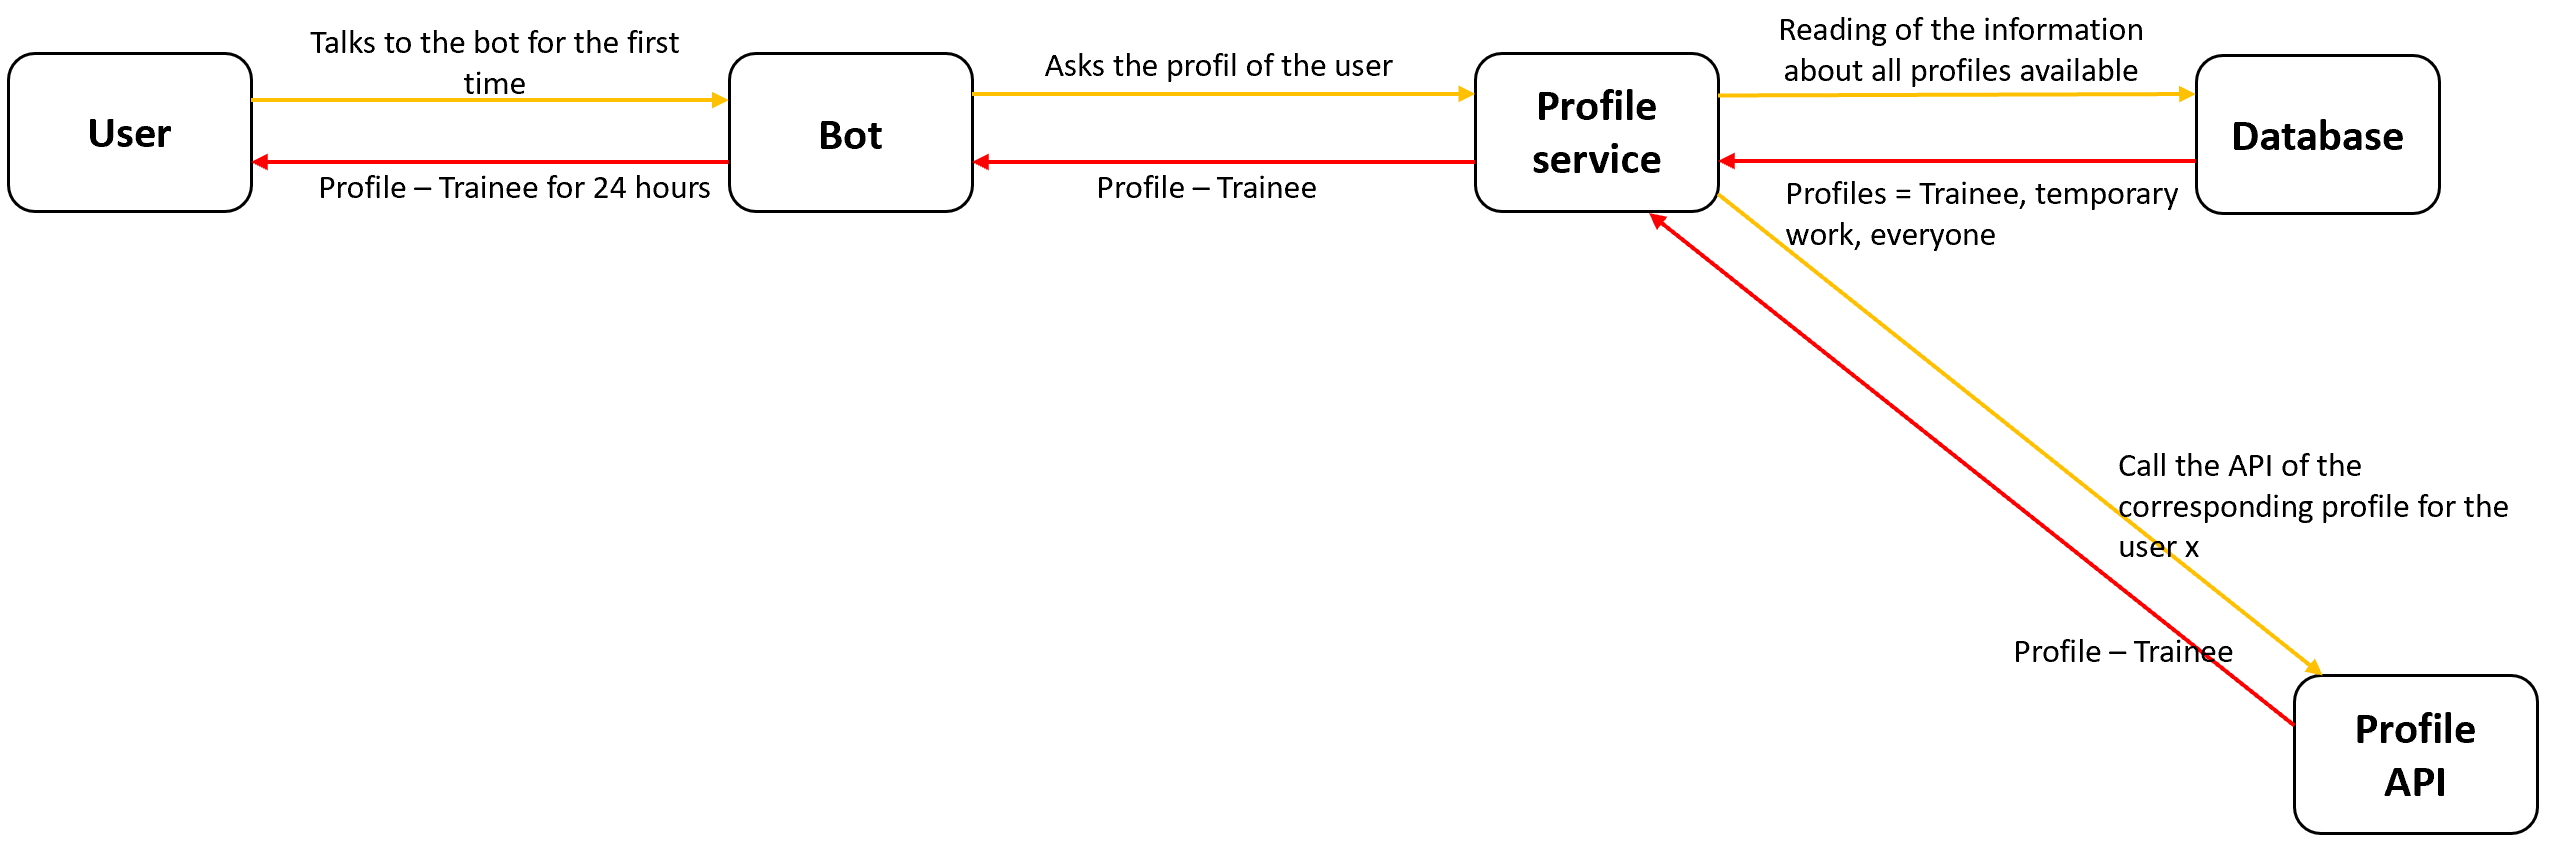 Talks to the bot for the first
time
User
Profile – Trainee for 24 hours
Bot
Asks the profil of the user
Profile – Trainee
Profile
service
Reading of the information
about all profiles available
Profiles = Trainee, temporary
work, everyone
Database
Call the API of the
corresponding profile for the
user x
Profile – Trainee
Profile
API